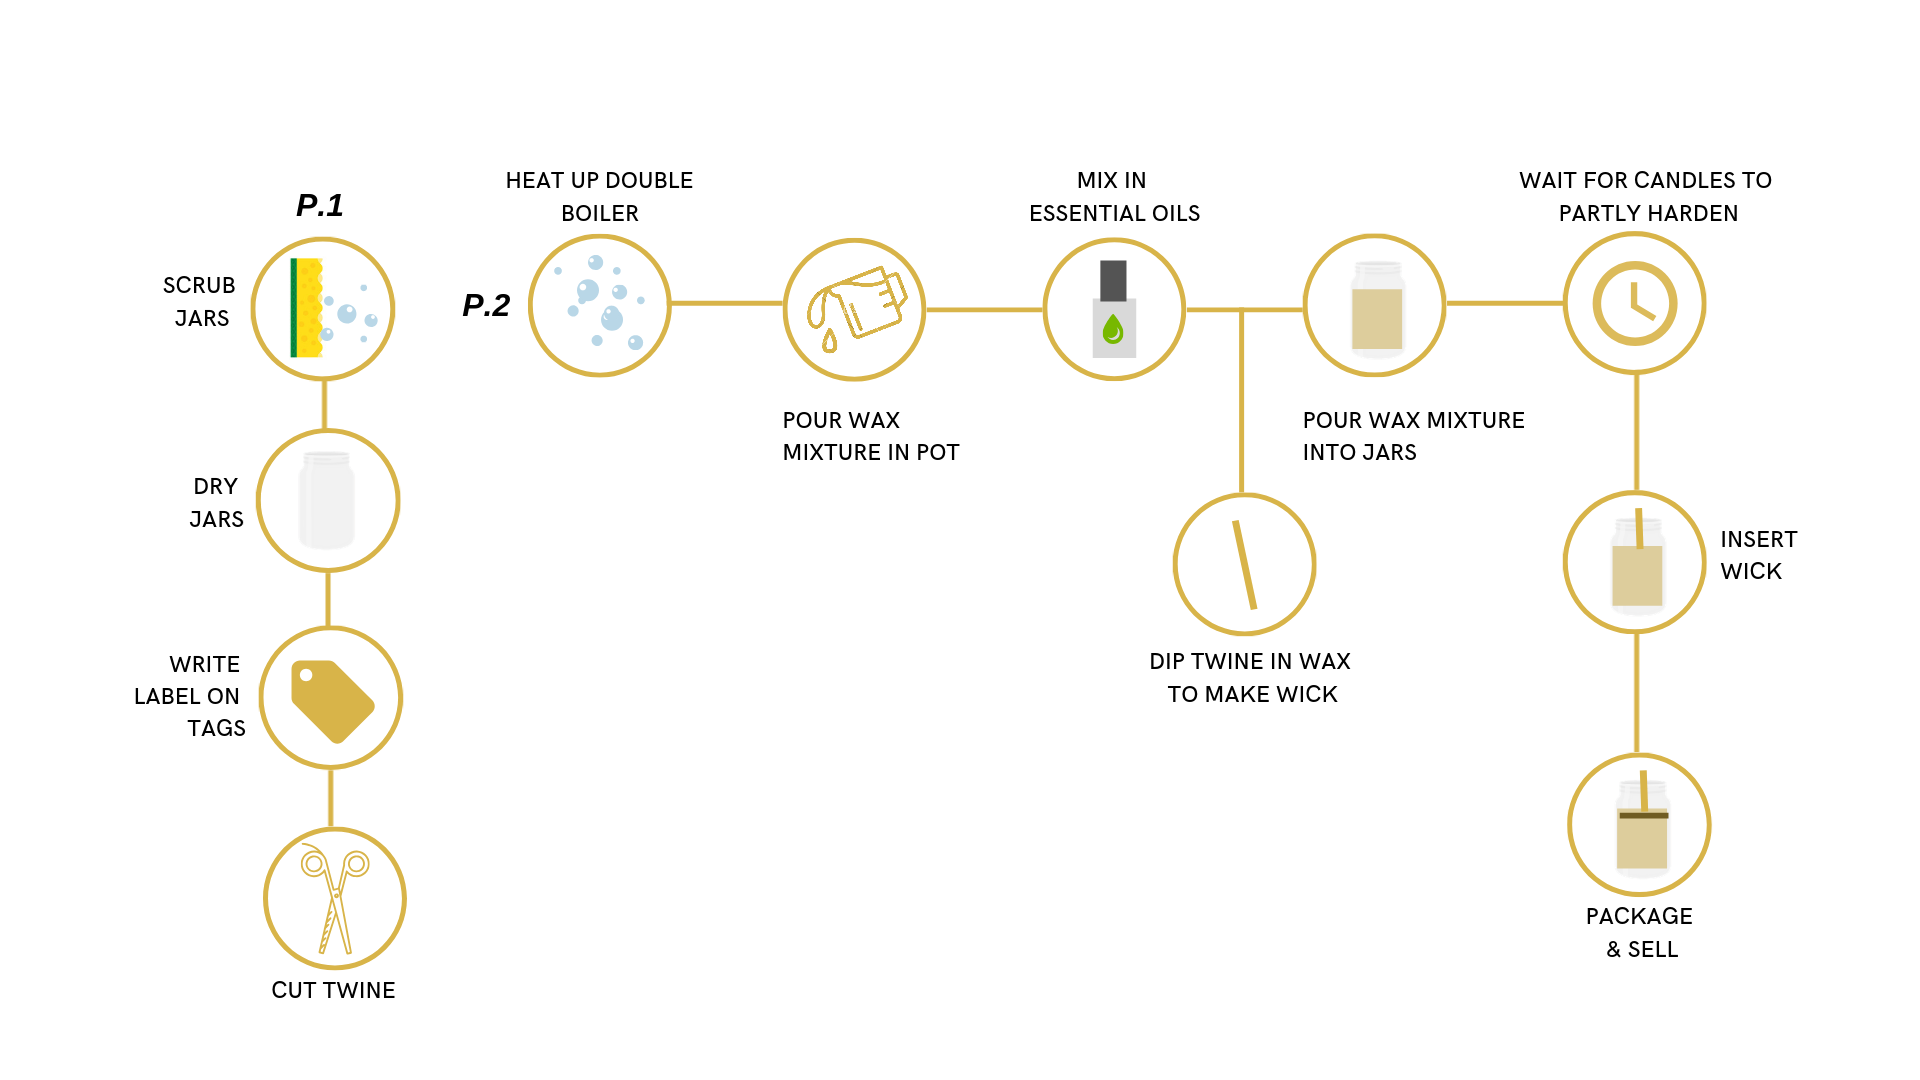 P.1
SCRUB
JARS
DRY
JARS
WRITE
LABEL ON
TAGS
CUT TWINE
P.2
HEAT UP DOUBLE
BOILER
POUR WAX
MIXTURE IN POT
MIX IN
ESSENTIAL OILS
DIP TWINE IN WAX
TO MAKE WICK
POUR WAX MIXTURE
INTO JARS
WAIT FOR CANDLES TO
PARTLY HARDEN
INSERT
WICK
PACKAGE
& SELL